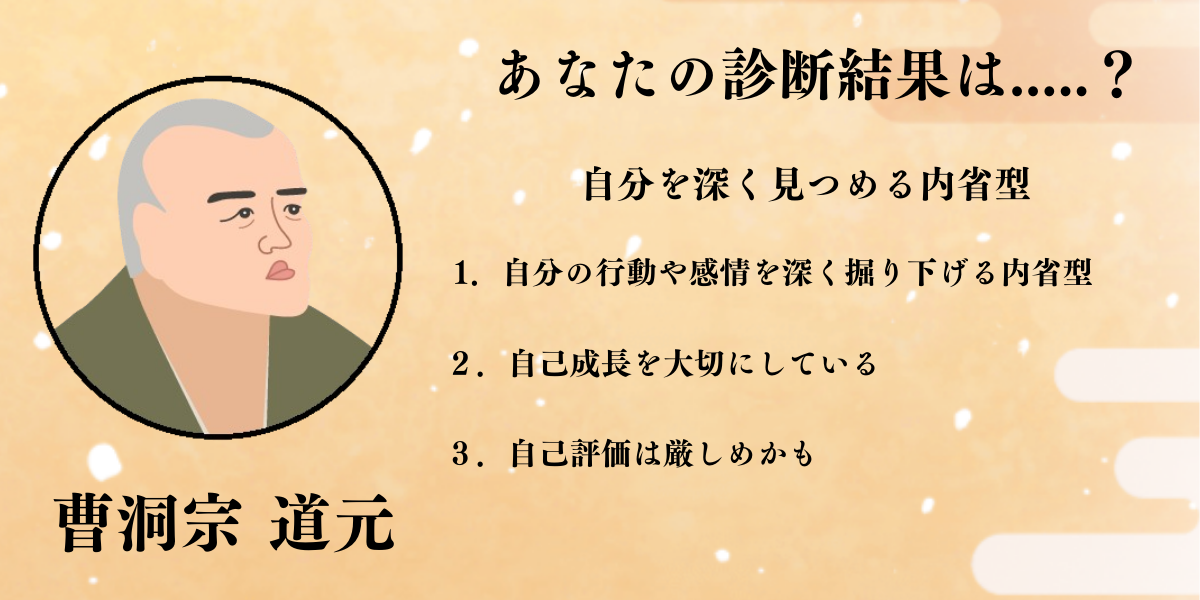 あなたの診断結果は.....？
自分を深く見つめる内省型
1．自分の行動や感情を深く掘り下げる内省型
2．自己成長を大切にしている
3．自己評価は厳しめかも
曹洞宗 道元